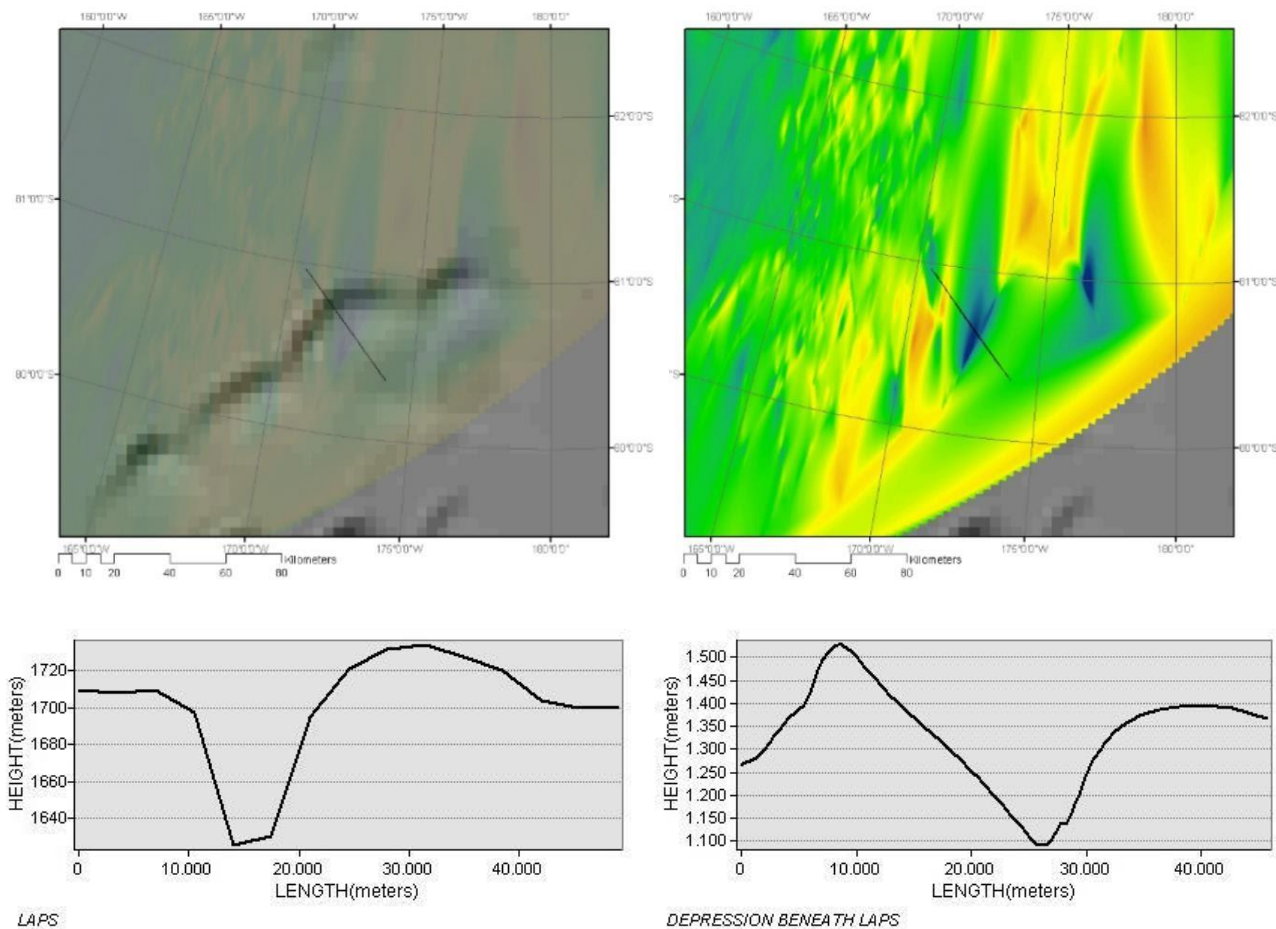 160°0'0"W 165°0'0"W 170°0'0"W 175°0'0"W 180°0'0"
82°0'0"S
81°0'0"S
81°0'0"S
80°0'0"S
80°0'0"S
165°0'0"W 170°0'0"W 175°0'0"W 180°0'0"
Kilometers
0 10 20 40 60 80
160°0'0"W 165°0'0"W 170°0'0"W 175°0'0"W 180°0'0"
82°0'0"S
°S
81°0'0"S
°S
80°0'0"S
165°0'0"W 170°0'0"W 175°0'0"W 180°0'0"
Kilometers
0 10 20 40 60 80
HEIGHT(meters)
1720
1700
1680
1660
1640
0 10.000 20.000 30.000 40.000
LENGTH(meters)
LAPS
HEIGHT(meters)
1.500
1.450
1.400
1.350
1.300
1.250
1.200
1.150
1.100
0 10.000 20.000 30.000 40.000
LENGTH(meters)
DEPRESSION BENEATH LAPS